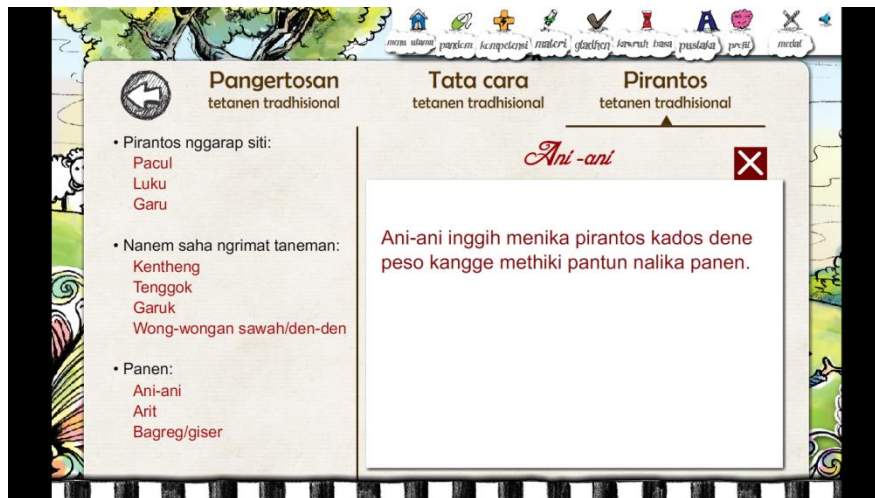 menu utama pandom kompetensi materi gladhen kawruh basa pustaka profil medal
Pangertosan
tetanen tradhisional
Tata cara
tetanen tradhisional
Pirantos
tetanen tradhisional
• Pirantos nggarap siti:
Pacul
Luku
Garu
• Nanem saha ngrimat taneman:
Kentheng
Tenggok
Garuk
Wong-wongan sawah/den-den
• Panen:
Ani-ani
Arit
Bagreg/giser
Ani -ani
Ani-ani inggih menika pirantos kados dene
peso kangge methiki pantun nalika panen.